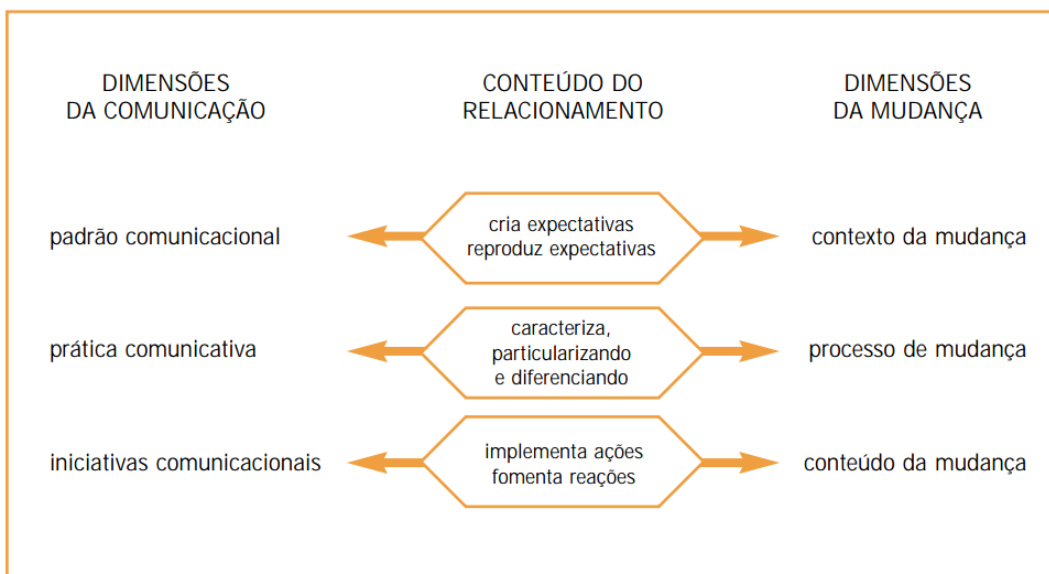 DIMENSÕES
DA COMUNICAÇÃO
CONTEÚDO DO
RELACIONAMENTO
DIMENSÕES
DA MUDANÇA
padrão comunicacional
cria expectativas
reproduz expectativas
contexto da mudança
prática comunicativa
caracteriza,
particularizando
e diferenciando
processo de mudança
iniciativas comunicacionais
implementa ações
fomenta reações
conteúdo da mudança